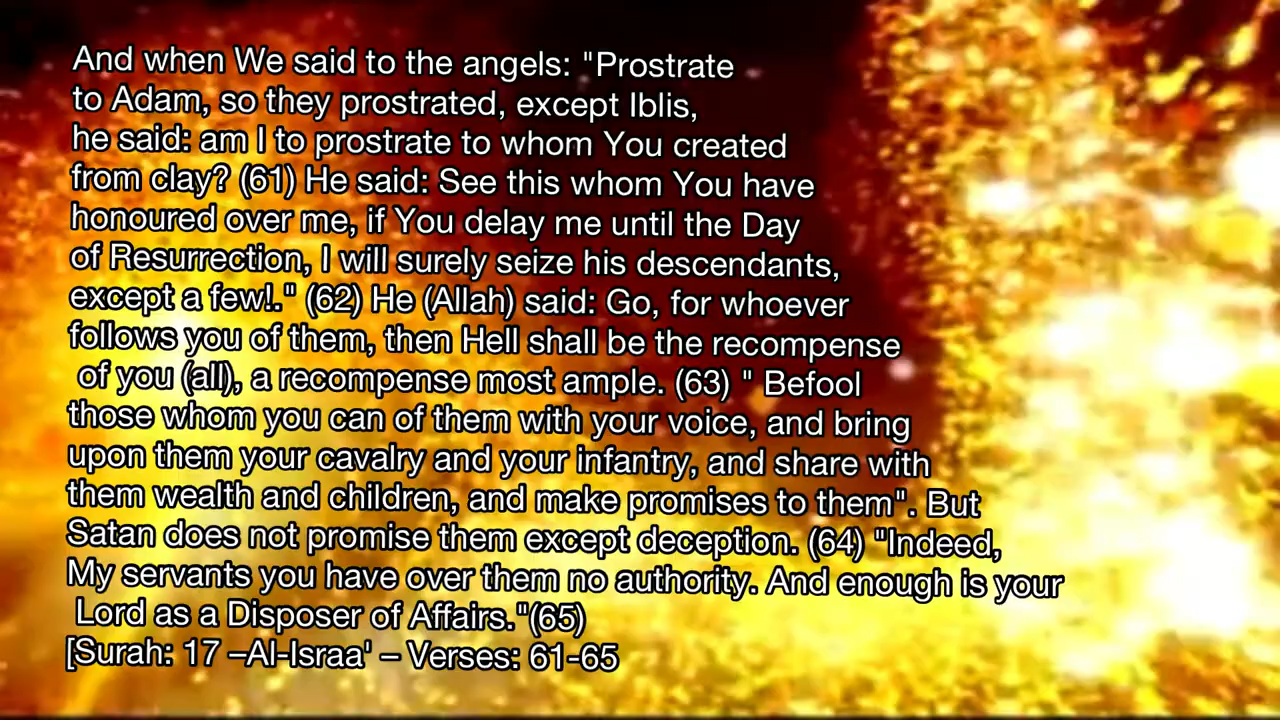 And when We said to the angels: "Prostrate
to Adam, so they prostrated, except Iblis,
he said: am I to prostrate to whom You created
from clay? (61) He said: See this whom You have
honoured over me, if You delay me until the Day
of Resurrection, I will surely seize his descendants,
except a few!." (62) He (Allah) said: Go, for whoever
follows you of them, then Hell shall be the recompense
of you (all), a recompense most ample. (63) " Befool
those whom you can of them with your voice, and bring
upon them your cavalry and your infantry, and share with
them wealth and children, and make promises to them". But
Satan does not promise them except deception. (64) "Indeed,
My servants you have over them no authority. And enough is your
Lord as a Disposer of Affairs."(65)
[Surah: 17 –Al-Israa' – Verses: 61-65